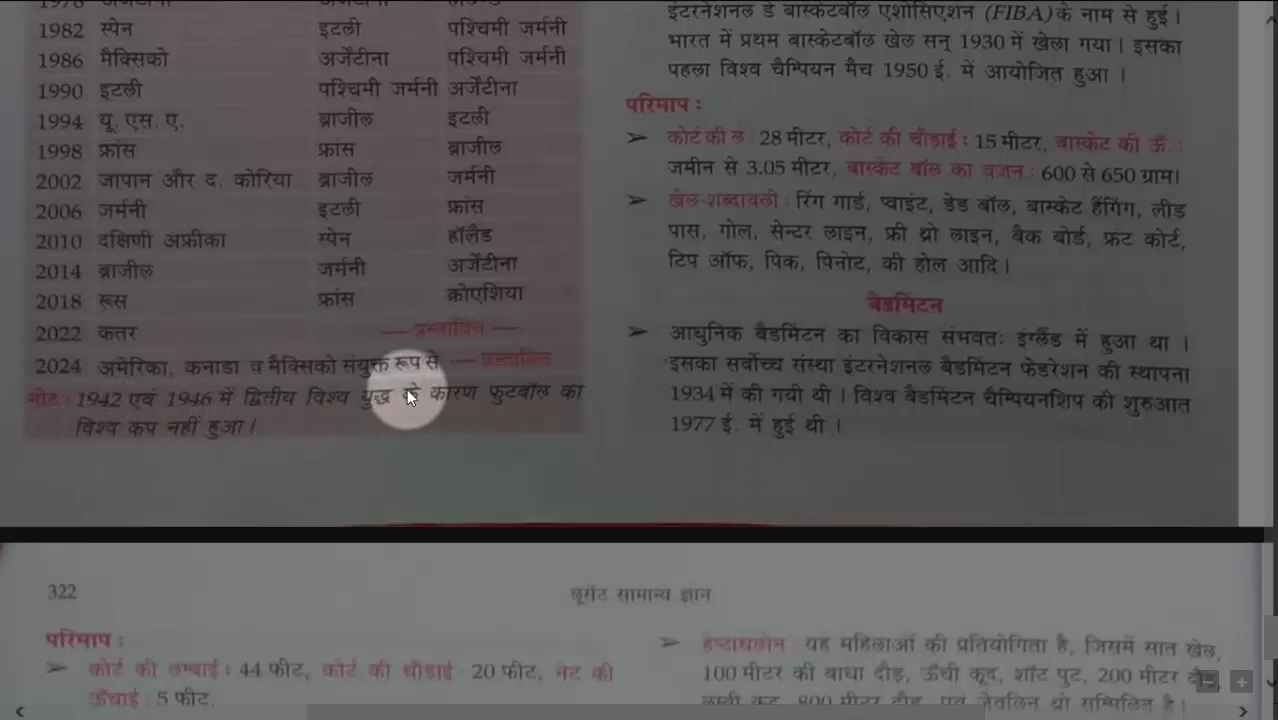 1982 स्पेन इटली पश्चिमी जर्मनी
1986 मैक्सिको अर्जेंटीना पश्चिमी जर्मनी
1990 इटली पश्चिमी जर्मनी अर्जेंटीना
1994 यू. एस. ए. ब्राजील इटली
1998 फ्रांस फ्रांस ब्राजील
2002 जापान और द. कोरिया ब्राजील जर्मनी
2006 जर्मनी इटली फ्रांस
2010 दक्षिणी अफ्रीका स्पेन हॉलैंड
2014 ब्राजील जर्मनी अर्जेंटीना
2018 रूस फ्रांस क्रोएशिया
2022 कतर — प्रस्तावित —
2024 अमेरिका, कनाडा व मैक्सिको संयुक्त रूप से — प्रस्तावित
नोट : 1942 एवं 1946 में द्वितीय विश्व युद्ध के कारण फुटबॉल का
विश्व कप नहीं हुआ।
इंटरनेशनल डे बास्केटबॉल एशोसिएशन (FIBA) के नाम से हुई।
भारत में प्रथम बास्केटबॉल खेल सन् 1930 में खेला गया। इसका
पहला विश्व चैम्पियन मैच 1950 ई. में आयोजित हुआ।
परिमाप :
➢ कोर्ट की ल : 28 मीटर, कोर्ट की चौड़ाई : 15 मीटर, बास्केट की ऊँ :
जमीन से 3.05 मीटर, बास्केट बॉल का वजन : 600 से 650 ग्राम।
➢ खेल-शब्दावली : रिंग गार्ड, प्वाइंट, डेड बॉल, बास्केट हैंगिंग, लीड
पास, गोल, सेन्टर लाइन, फ्री थ्रो लाइन, बैक बोर्ड, फ्रंट कोर्ट,
टिप ऑफ, पिक, पिनोट, की होल आदि।
बैडमिंटन
➢ आधुनिक बैडमिंटन का विकास संभवतः इंग्लैंड में हुआ था।
इसका सर्वोच्च संस्था इंटरनेशनल बैडमिंटन फेडरेशन की स्थापना
1934 में की गयी थी। विश्व बैडमिंटन चैम्पियनशिप की शुरुआत
1977 ई. में हुई थी।
322 लूसेंट सामान्य ज्ञान
परिमाप :
➢ कोर्ट की लम्बाई : 44 फीट, कोर्ट की चौड़ाई : 20 फीट, नेट की
ऊँचाई : 5 फीट,
➢ हेप्टाथलोन : यह महिलाओं की प्रतियोगिता है, जिसमें सात खेल,
100 मीटर की बाधा दौड़, ऊँची कूद, शॉट पुट, 200 मीटर दौड़,
लम्बी कूद, 800 मीटर दौड़ एवं जेवलिन थ्रो सम्मिलित है।